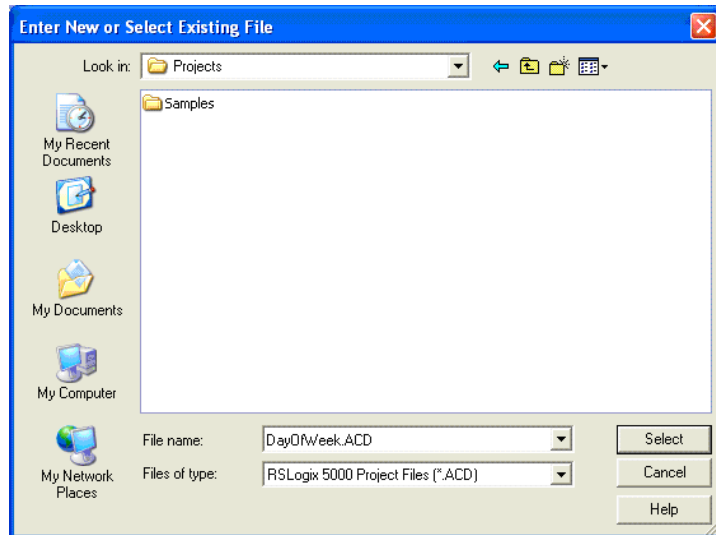 Enter New or Select Existing File
Look in: Projects
Samples
My Recent
Documents
Desktop
My Documents
My Computer
My Network
Places
File name: DayOfWeek.ACD Select
Files of type: RSLogix 5000 Project Files (*.ACD) Cancel
Help